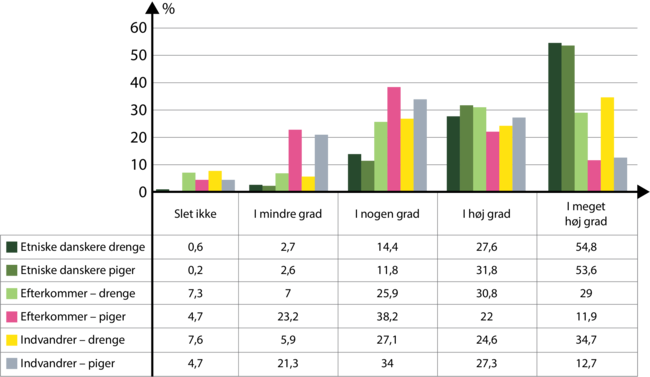 %
60
50
40
30
20
10
0
Slet ikke I mindre grad I nogen grad I høj grad I meget høj grad
Etniske danskere drenge 0,6 2,7 14,4 27,6 54,8
Etniske danskere piger 0,2 2,6 11,8 31,8 53,6
Efterkommer – drenge 7,3 7 25,9 30,8 29
Efterkommer – piger 4,7 23,2 38,2 22 11,9
Indvandrer – drenge 7,6 5,9 27,1 24,6 34,7
Indvandrer – piger 4,7 21,3 34 27,3 12,7